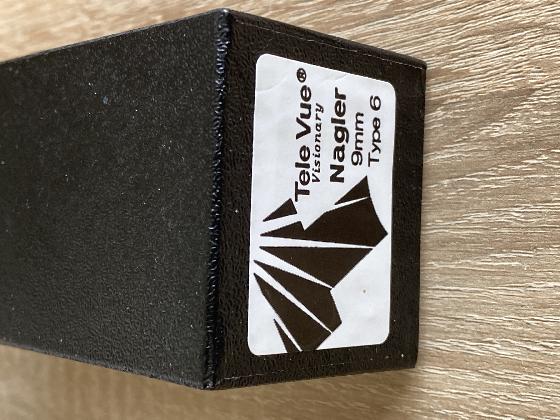 Tele Vue®
Visionary
Nagler
9mm
Type 6